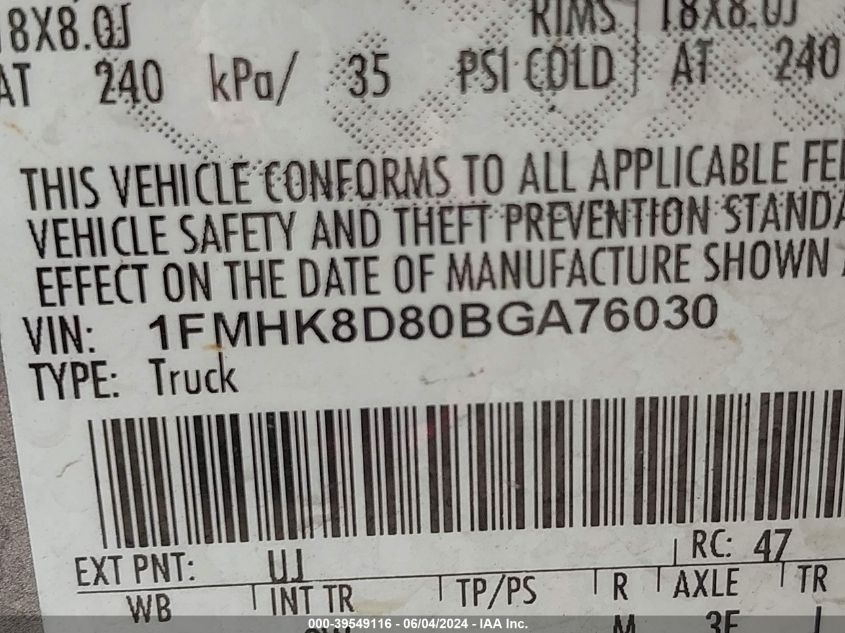 18X8.0J RIMS 18X8.0J
AT 240 kPa/ 35 PSI COLD AT 240
THIS VEHICLE CONFORMS TO ALL APPLICABLE FE
VEHICLE SAFETY AND THEFT PREVENTION STANDA
EFFECT ON THE DATE OF MANUFACTURE SHOWN
VIN: 1FMHK8D80BGA76030
TYPE: Truck
EXT PNT: UJ RC: 47
WB INT TR TP/PS R AXLE TR
M 3E
000-39549116 - 06/04/2024 - IAA Inc.